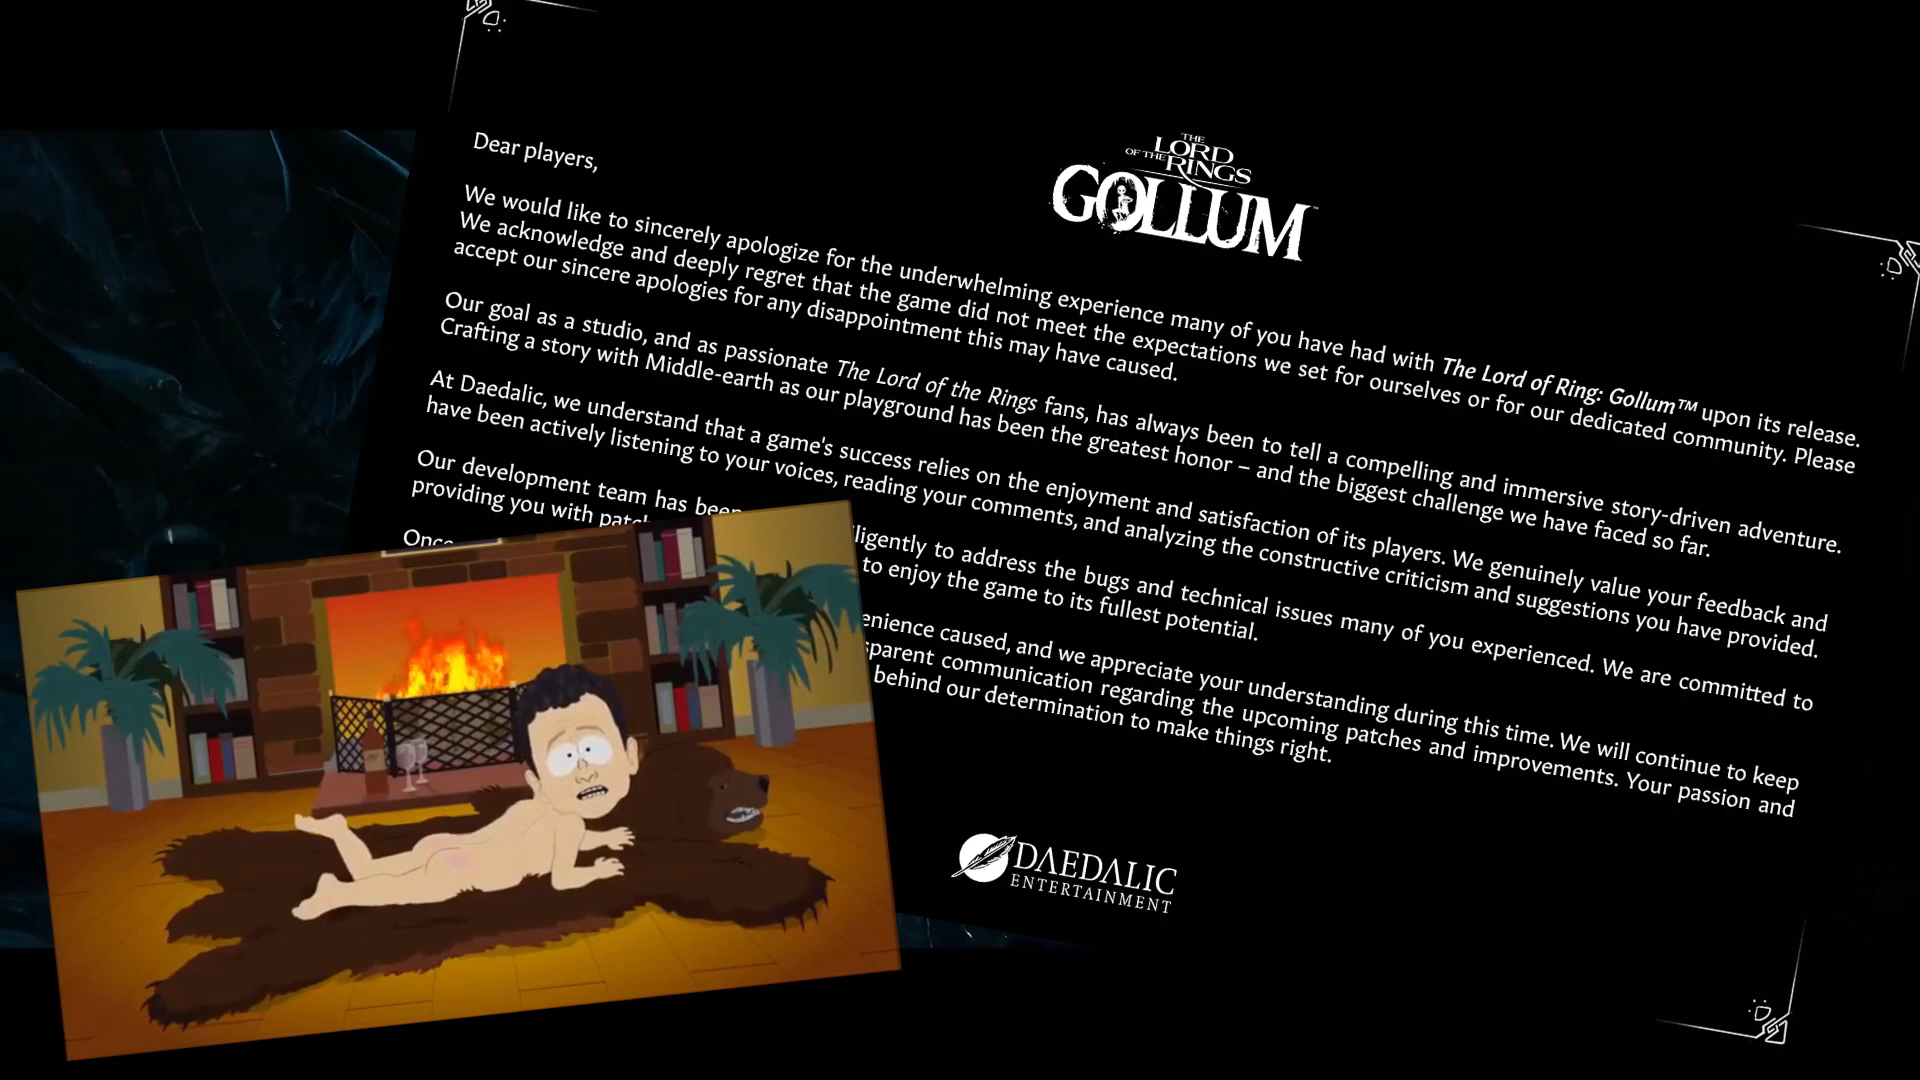 Dear players,
THE
LORD
OF THE RINGS
GOLLUM™
We would like to sincerely apologize for the underwhelming experience many of you have had with The Lord of Ring: Gollum™ upon its release.
We acknowledge and deeply regret that the game did not meet the expectations we set for ourselves or for our dedicated community. Please
accept our sincere apologies for any disappointment this may have caused.
Our goal as a studio, and as passionate The Lord of the Rings fans, has always been to tell a compelling and immersive story-driven adventure.
Crafting a story with Middle-earth as our playground has been the greatest honor – and the biggest challenge we have faced so far.
At Daedalic, we understand that a game's success relies on the enjoyment and satisfaction of its players. We genuinely value your feedback and
have been actively listening to your voices, reading your comments, and analyzing the constructive criticism and suggestions you have provided.
Our development team has been ligently to address the bugs and technical issues many of you experienced. We are committed to
providing you with patc to enjoy the game to its fullest potential.
Once enience caused, and we appreciate your understanding during this time. We will continue to keep
sparent communication regarding the upcoming patches and improvements. Your passion and
behind our determination to make things right.
DAEDALIC
ENTERTAINMENT